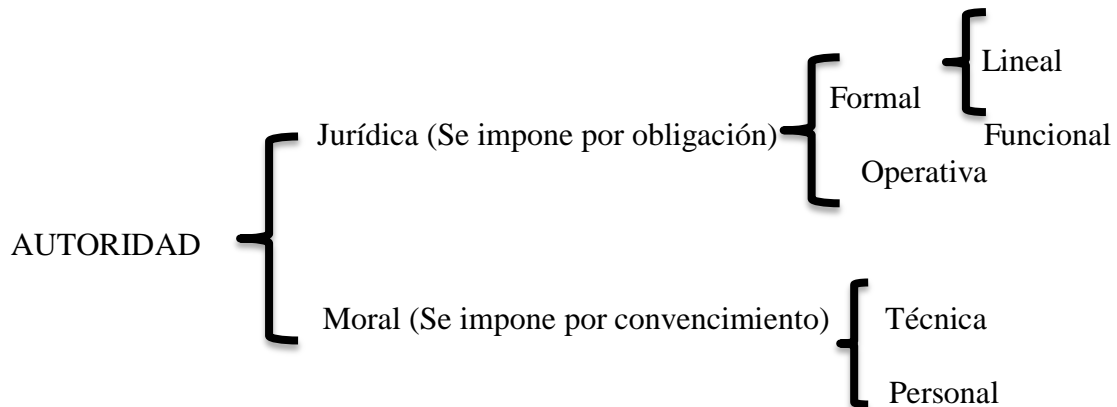 Lineal
Formal
Funcional
Jurídica (Se impone por obligación)
Operativa
AUTORIDAD
Moral (Se impone por convencimiento)
Técnica
Personal